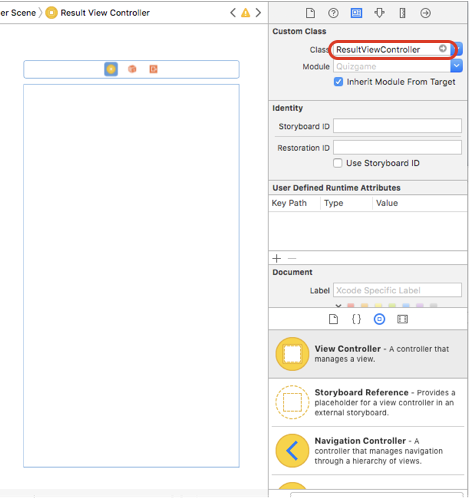 er Scene
Result View Controller
Custom Class
Class ResultViewController
Module Quizgame
Inherit Module From Target
Identity
Storyboard ID
Restoration ID
Use Storyboard ID
User Defined Runtime Attributes
Key Path Type Value
Document
Label Xcode Specific Label
View Controller - A controller that
manages a view.
Storyboard Reference - Provides a
placeholder for a view controller in an
external storyboard.
Navigation Controller - A
controller that manages navigation
through a hierarchy of views.